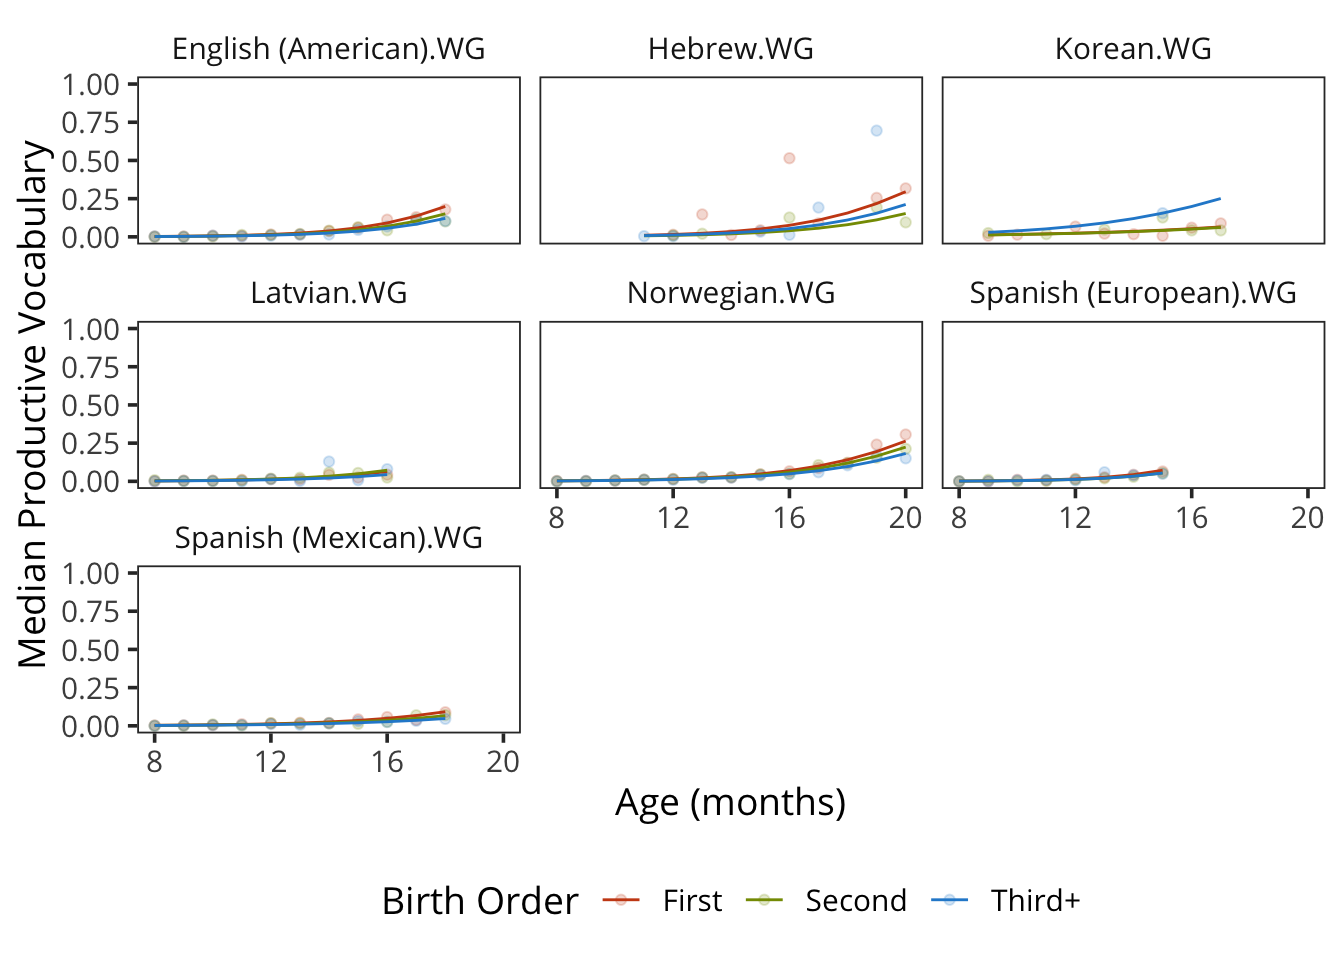 English (American).WG
Hebrew.WG
Korean.WG
1.00
0.75
0.50
0.25
0.00
Latvian.WG
Norwegian.WG
Spanish (European).WG
1.00
0.75
0.50
0.25
0.00
8 12 16 20
8 12 16 20
Spanish (Mexican).WG
1.00
0.75
0.50
0.25
0.00
8 12 16 20
Median Productive Vocabulary
Age (months)
Birth Order First Second Third+